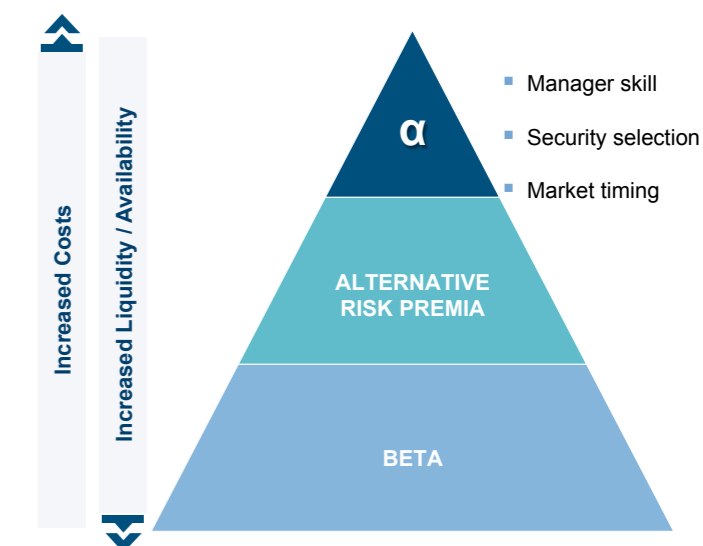 Increased Costs
Increased Liquidity / Availability
α
Manager skill
Security selection
Market timing
ALTERNATIVE
RISK PREMIA
BETA